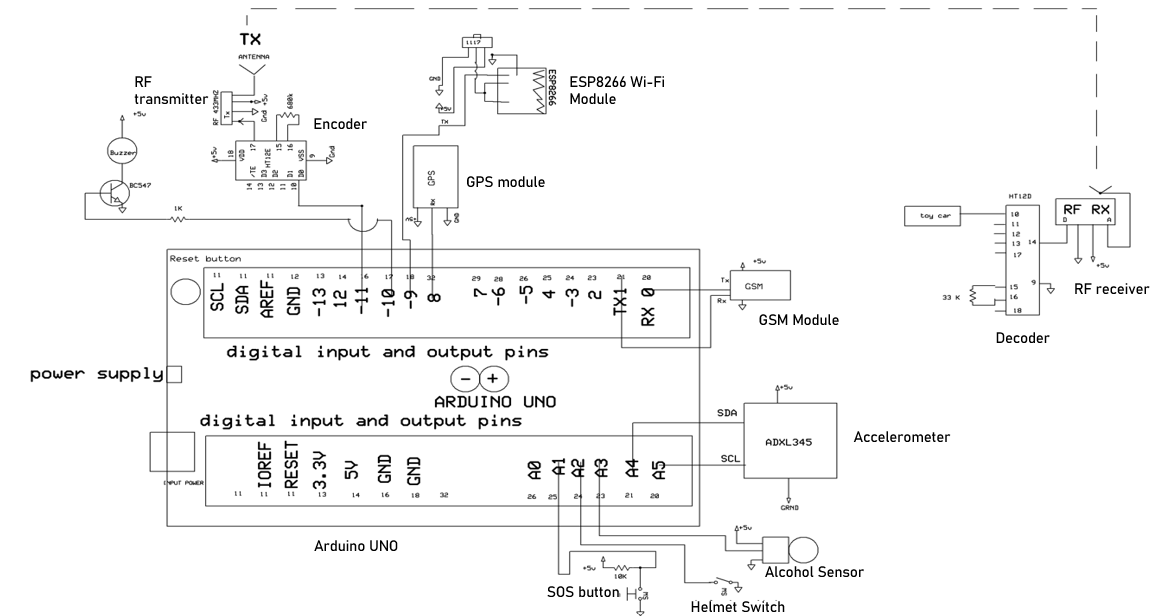 TX
ANTENNA
RF
transmitter
RF 433MHZ
Tx
+5v
Gnd
680k
Encoder
+5v
Buzzer
BC547
1K
+5v
18
VDD
17
15
16
HT12E
VSS
9
Gnd
/TE
D3
D2
D1
D0
14
13
12
11
10
1117
GND
+5v
TX
ESP8266
ESP8266 Wi-Fi
Module
GPS
RX
+5v
GND
GPS module
HT12D
toy car
10
11
12
13
14
17
15
16
18
9
33 K
Decoder
RF RX
D
A
+5v
RF receiver
Reset button
11 11 11 12 13 14 16 17 18 32 29 28 26 25 24 23 21 20
SCL SDA AREF GND -13 12 -11 -10 -9 8 7 -6 -5 4 -3 2 TX1 RX 0
Tx
Rx
+5v
GSM
GSM Module
digital input and output pins
power supply
- +
ARDUINO UNO
digital input and output pins
INPUT POWER
IOREF RESET 3.3V 5V GND GND A0 A1 A2 A3 A4 A5
11 11 11 13 14 16 18 32 26 25 24 23 21 20
Arduino UNO
SDA
SCL
+5v
ADXL345
GRND
Accelerometer
+5v
Alcohol Sensor
+5v
10K
SW
SOS button
SW
Helmet Switch